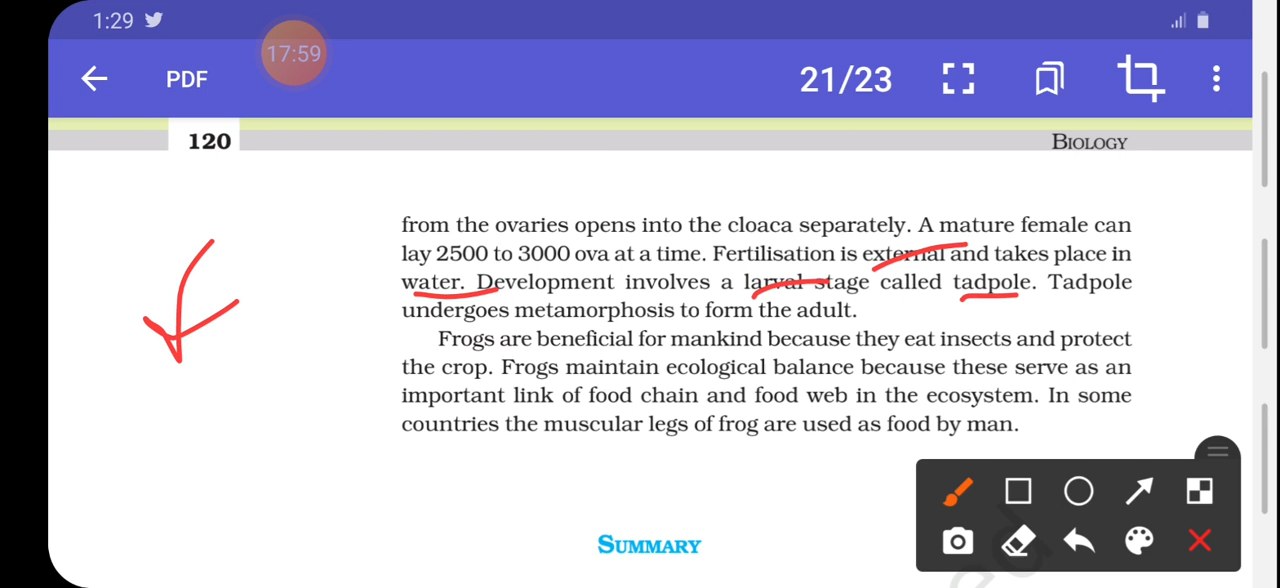 1:29
17:59
PDF
21/23
120
BIOLOGY
from the ovaries opens into the cloaca separately. A mature female can
lay 2500 to 3000 ova at a time. Fertilisation is external and takes place in
water. Development involves a larval stage called tadpole. Tadpole
undergoes metamorphosis to form the adult.
Frogs are beneficial for mankind because they eat insects and protect
the crop. Frogs maintain ecological balance because these serve as an
important link of food chain and food web in the ecosystem. In some
countries the muscular legs of frog are used as food by man.
SUMMARY